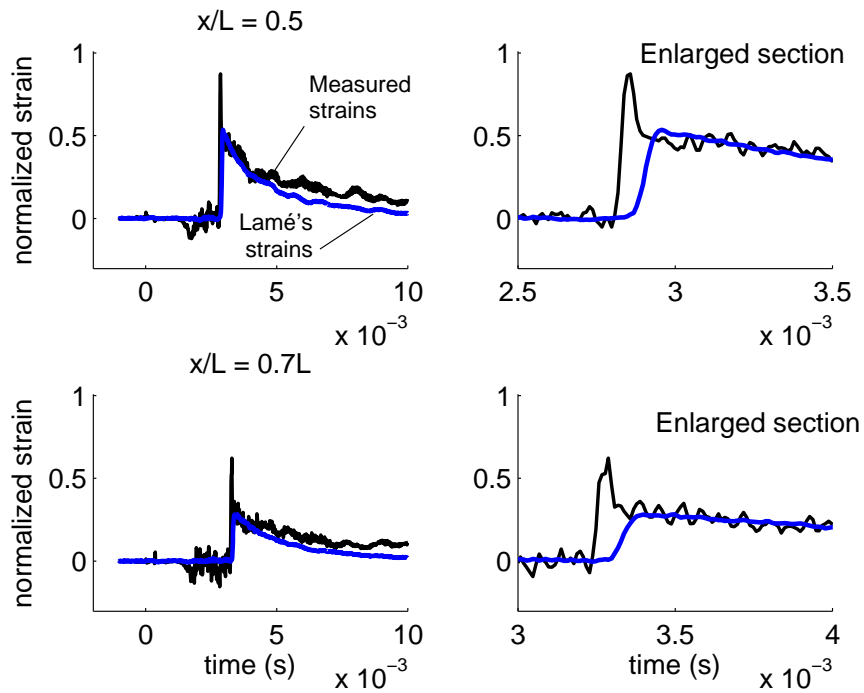 x/L = 0.5
1
0.5
0
0
5
10
x 10⁻³
normalized strain
Measured
strains
Lamé's
strains
Enlarged section
1
0.5
0
2.5
3
3.5
x 10⁻³
x/L = 0.7L
1
0.5
0
0
5
10
x 10⁻³
normalized strain
time (s)
Enlarged section
1
0.5
0
3
3.5
4
x 10⁻³
time (s)